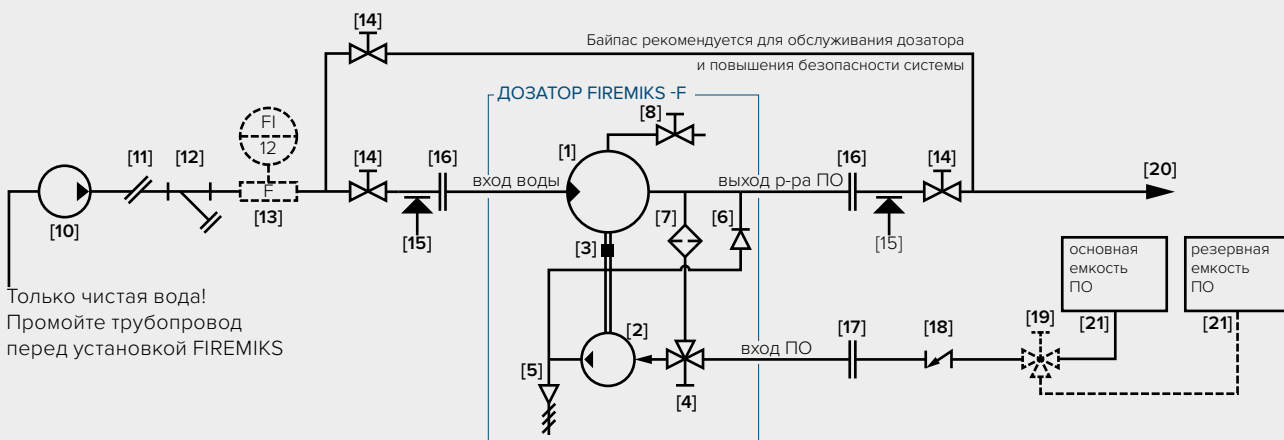 [14]
Байпас рекомендуется для обслуживания дозатора
и повышения безопасности системы
ДОЗАТОР FIREMIKS -F
[8]
FI
12
[11]
[12]
[14]
[16]
[1]
[16]
[14]
[20]
вход воды
выход р-ра ПО
F
[10]
[13]
[15]
[3]
[7]
[6]
[15]
основная
емкость
ПО
резервная
емкость
ПО
Только чистая вода!
Промойте трубопровод
перед установкой FIREMIKS
[2]
[17]
[18]
[19]
[21]
[21]
вход ПО
[5]
[4]